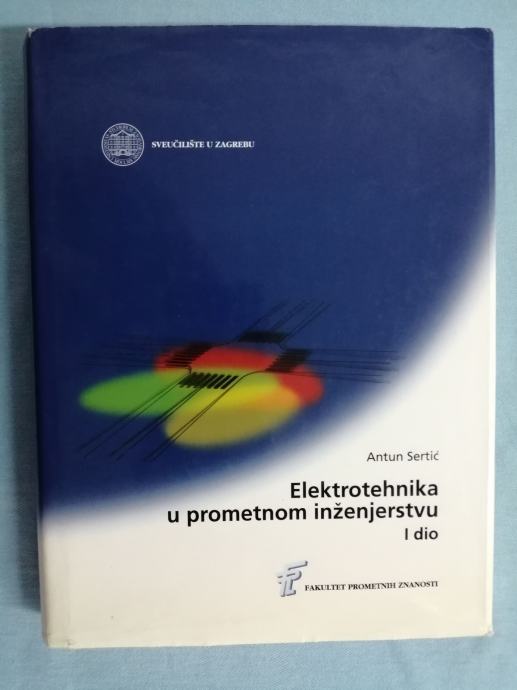 SVEUČILIŠTE U ZAGREBU
Antun Sertić
Elektrotehnika
u prometnom inženjerstvu
I dio
FAKULTET PROMETNIH ZNANOSTI